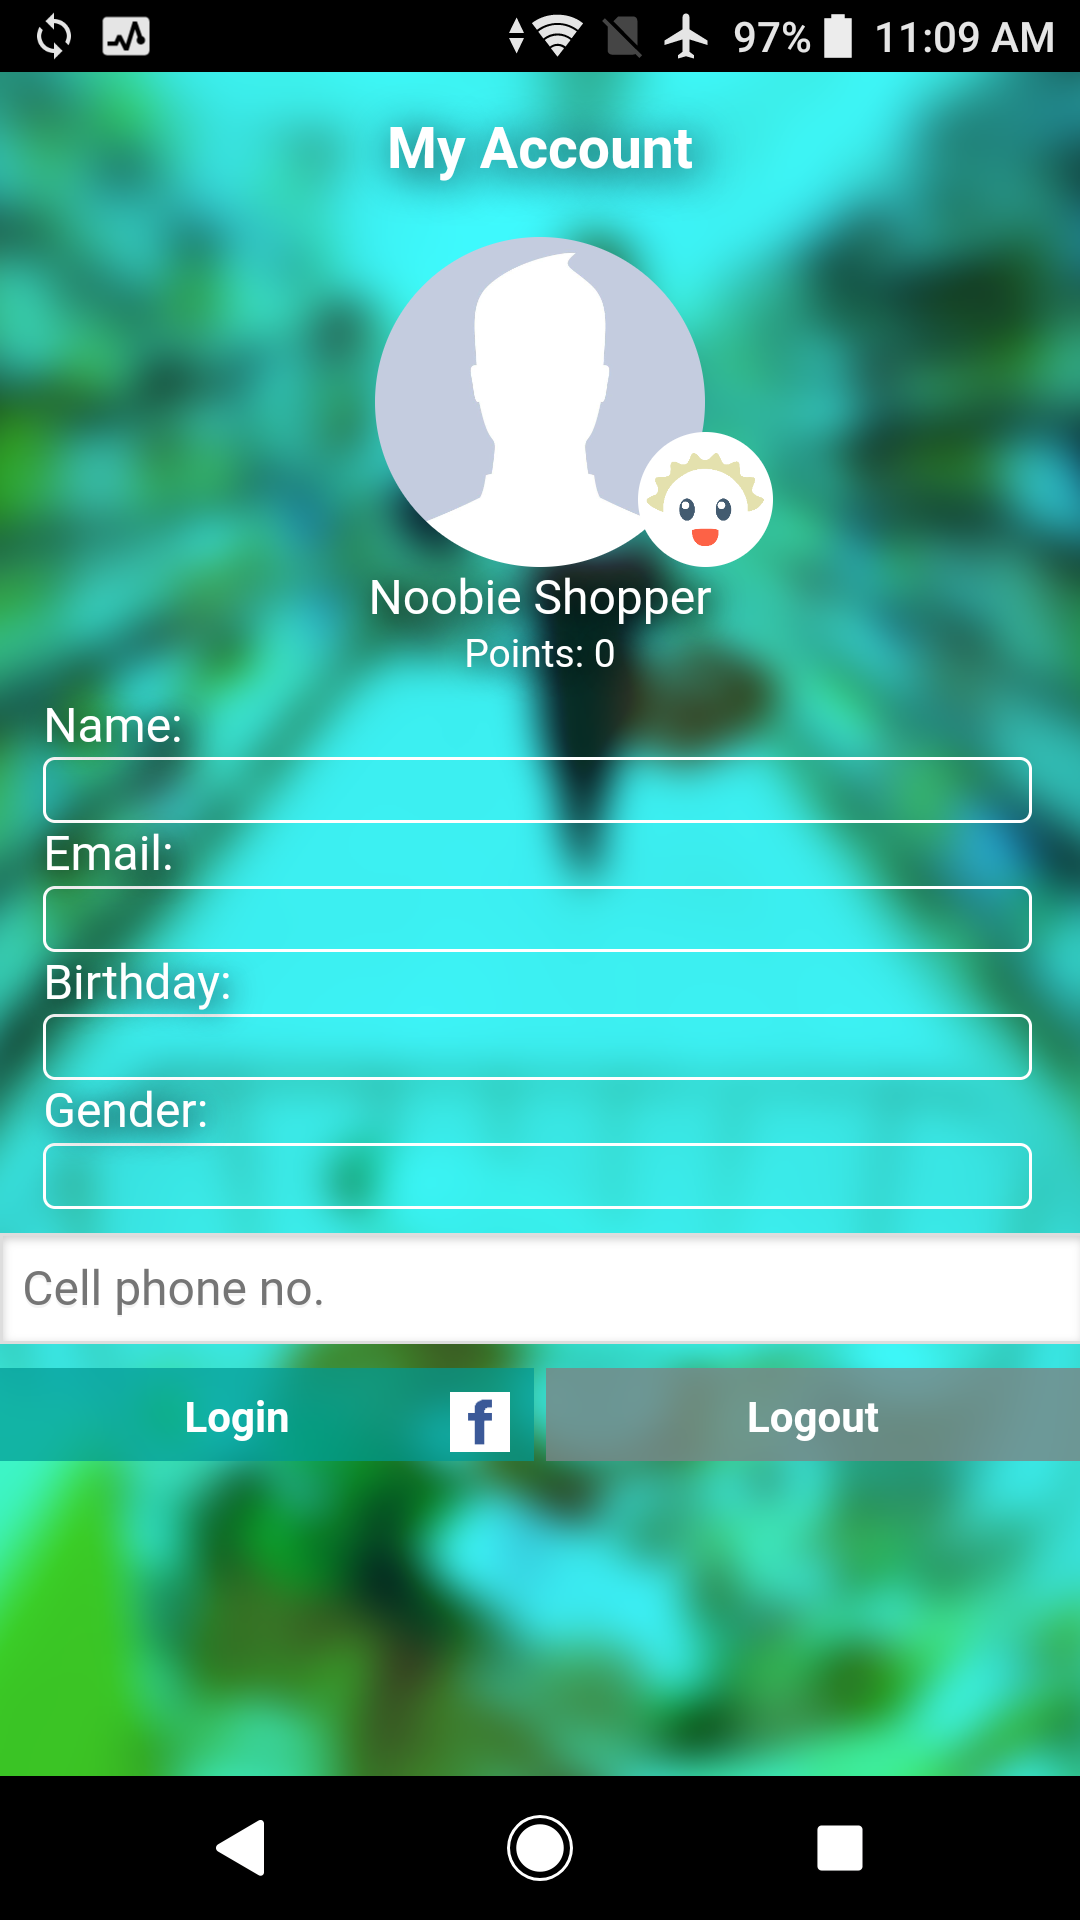 97% 11:09 AM
My Account
Noobie Shopper
Points: 0
Name:
Email:
Birthday:
Gender:
Cell phone no.
Login f Logout